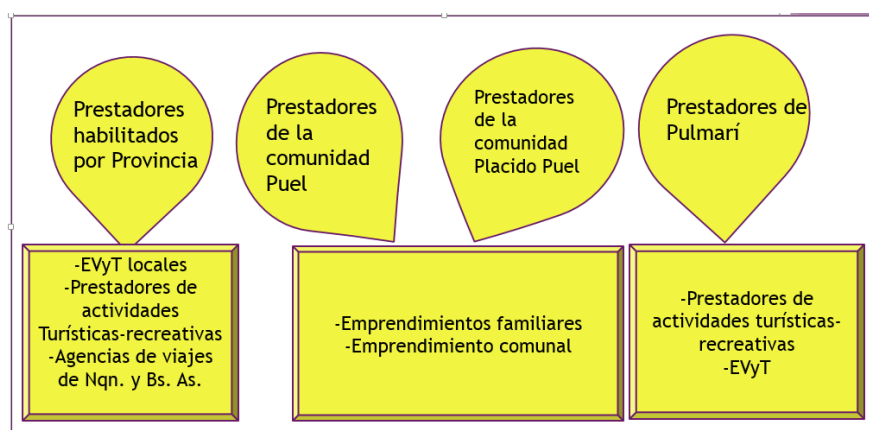 Prestadores
habilitados
por Provincia
Prestadores
de la
comunidad
Puel
Prestadores
de la
comunidad
Placido Puel
Prestadores de
Pulmarí
-EVyT locales
-Prestadores de
actividades
Turísticas-recreativas
-Agencias de viajes
de Nqn. y Bs. As.
-Emprendimientos familiares
-Emprendimiento comunal
-Prestadores de
actividades turísticas-
recreativas
-EVyT